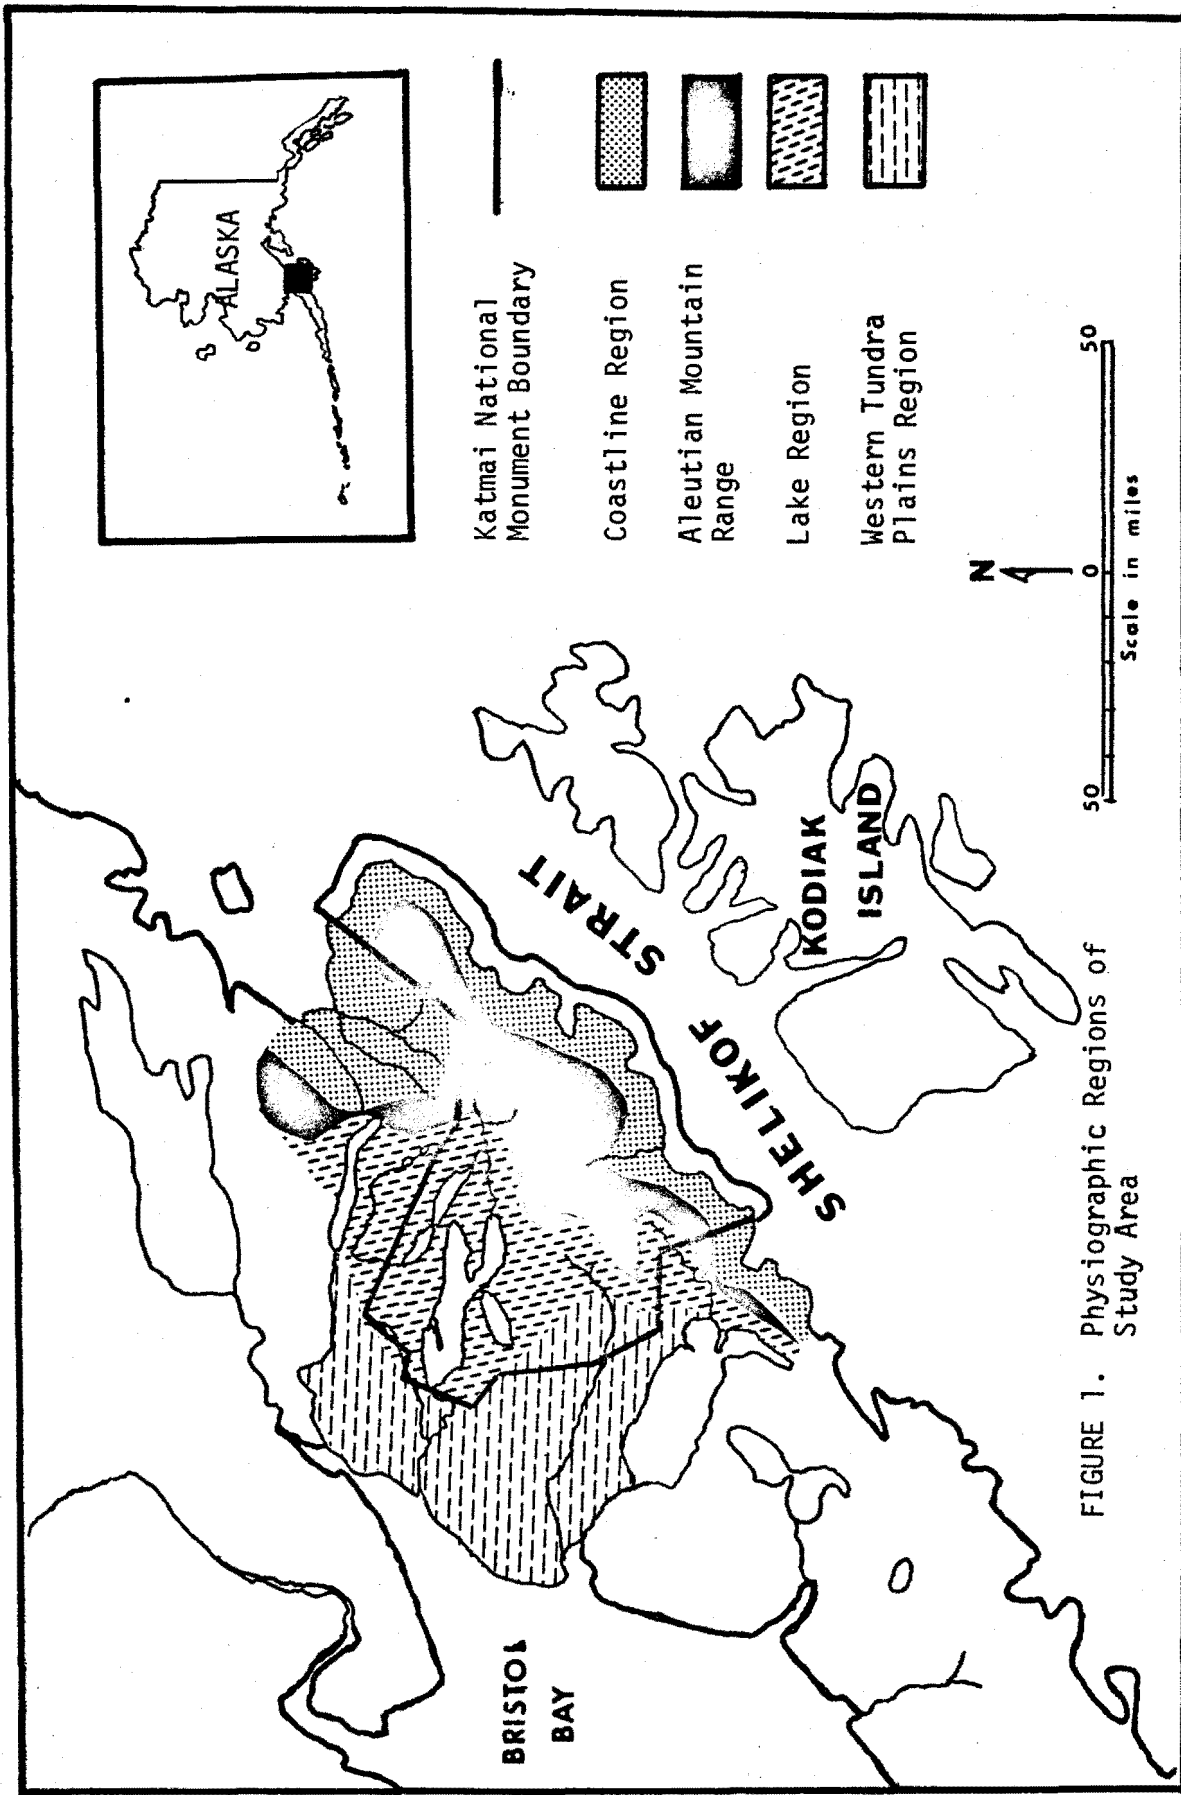 ALASKA
Katmai National
Monument Boundary
Coastline Region
Aleutian Mountain
Range
Lake Region
Western Tundra
Plains Region
N
50 0 50
Scale in miles
BRISTOL
BAY
SHELIKOF STRAIT
KODIAK
ISLAND
FIGURE 1. Physiographic Regions of
Study Area